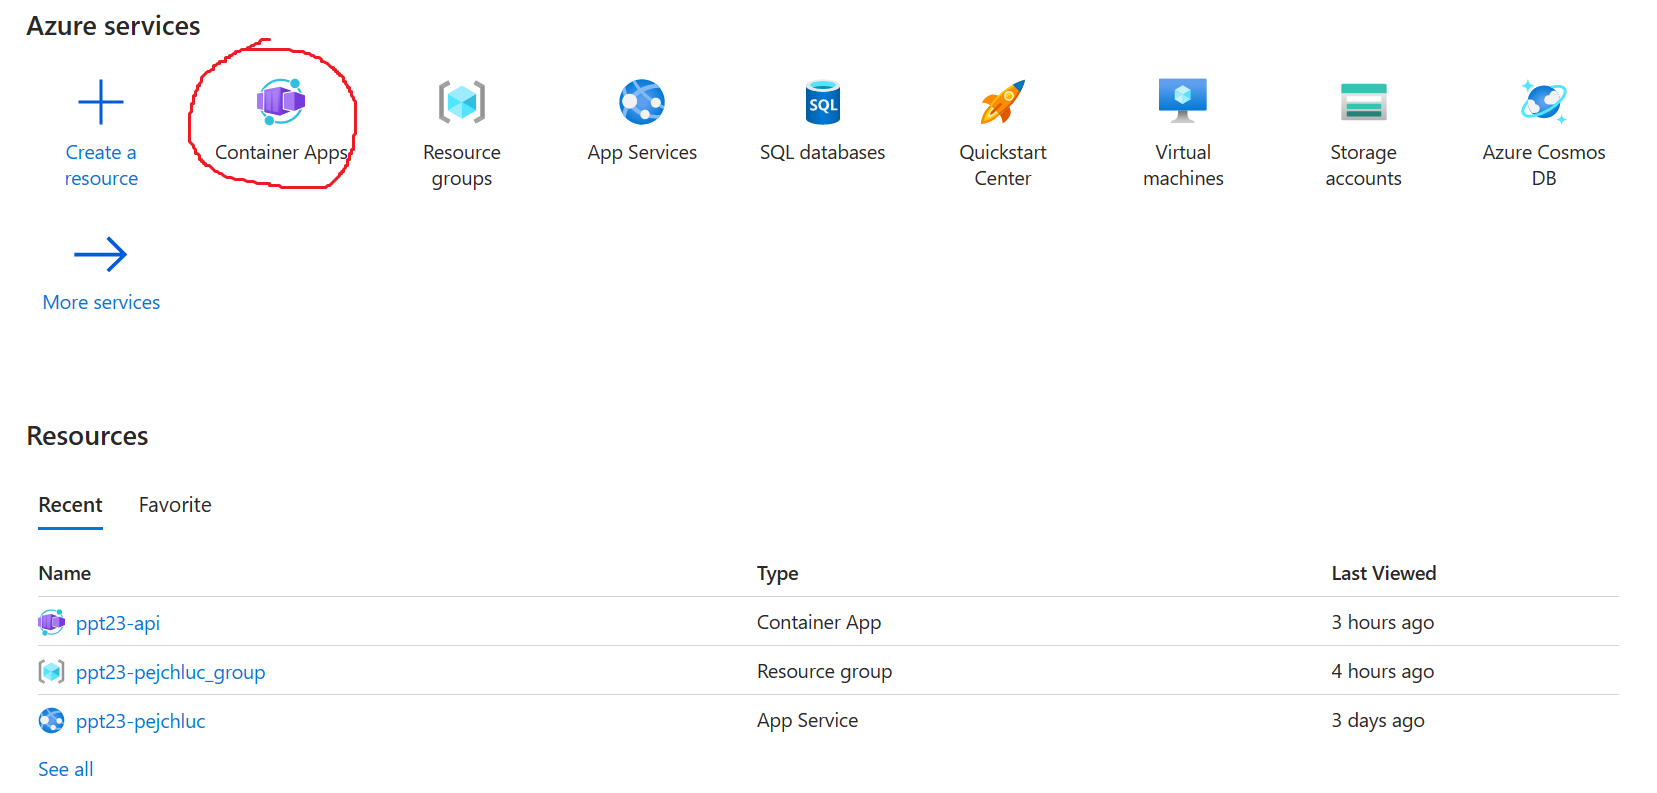 Azure services
Create a resource
Container Apps
Resource groups
App Services
SQL
SQL databases
Quickstart Center
Virtual machines
Storage accounts
Azure Cosmos DB
More services
Resources
Recent Favorite
Name Type Last Viewed
ppt23-api Container App 3 hours ago
ppt23-pejchluc_group Resource group 4 hours ago
ppt23-pejchluc App Service 3 days ago
See all